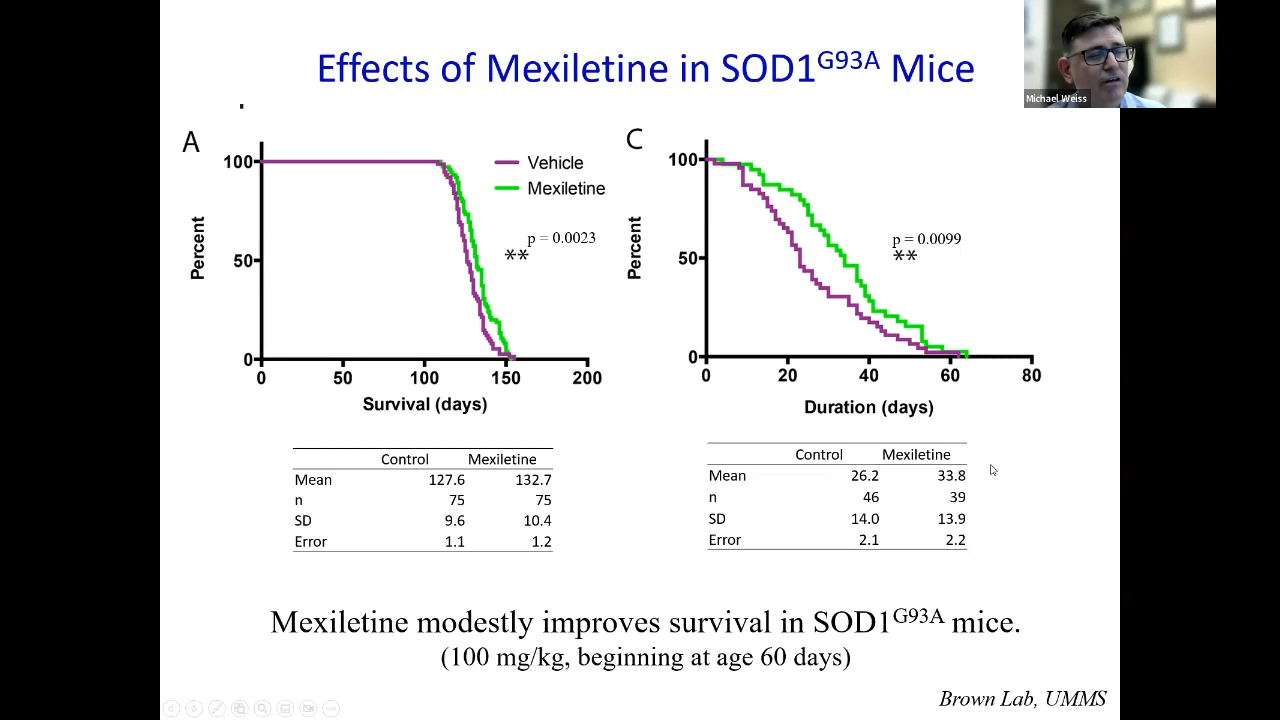 Effects of Mexiletine in SOD1G93A Mice
Michael Weiss
A
100
50
0
Percent
Vehicle
Mexiletine
p = 0.0023
**
0 50 100 150 200
Survival (days)
C
100
50
0
Percent
p = 0.0099
**
0 20 40 60 80
Duration (days)
Control Mexiletine
Mean 127.6 132.7
n 75 75
SD 9.6 10.4
Error 1.1 1.2
Control Mexiletine
Mean 26.2 33.8
n 46 39
SD 14.0 13.9
Error 2.1 2.2
Mexiletine modestly improves survival in SOD1G93A mice.
(100 mg/kg, beginning at age 60 days)
Brown Lab, UMMS